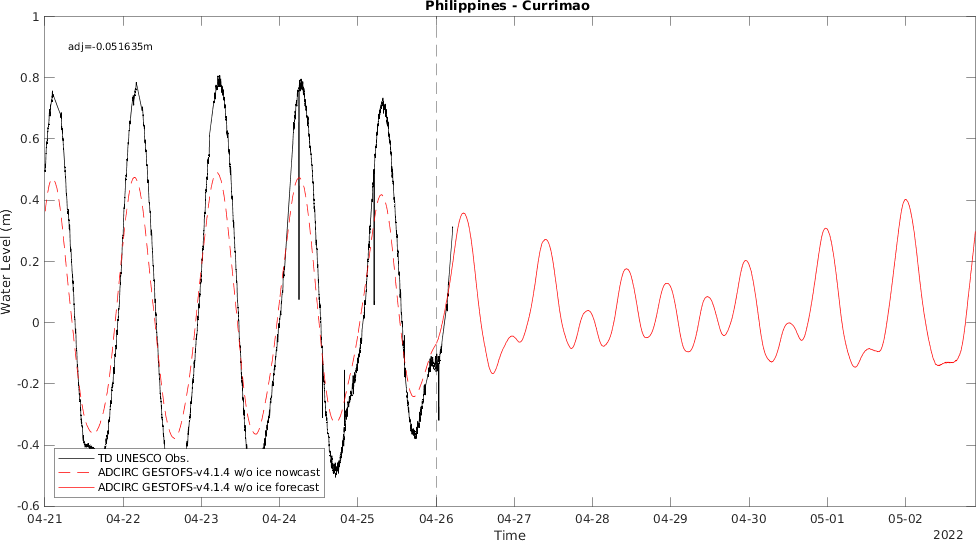 Philippines - Currimao
adj=-0.051635m
Water Level (m)
1
0.8
0.6
0.4
0.2
0
-0.2
-0.4
-0.6
TD UNESCO Obs.
ADCIRC GESTOFS-v4.1.4 w/o ice nowcast
ADCIRC GESTOFS-v4.1.4 w/o ice forecast
04-21 04-22 04-23 04-24 04-25 04-26 04-27 04-28 04-29 04-30 05-01 05-02
Time
2022